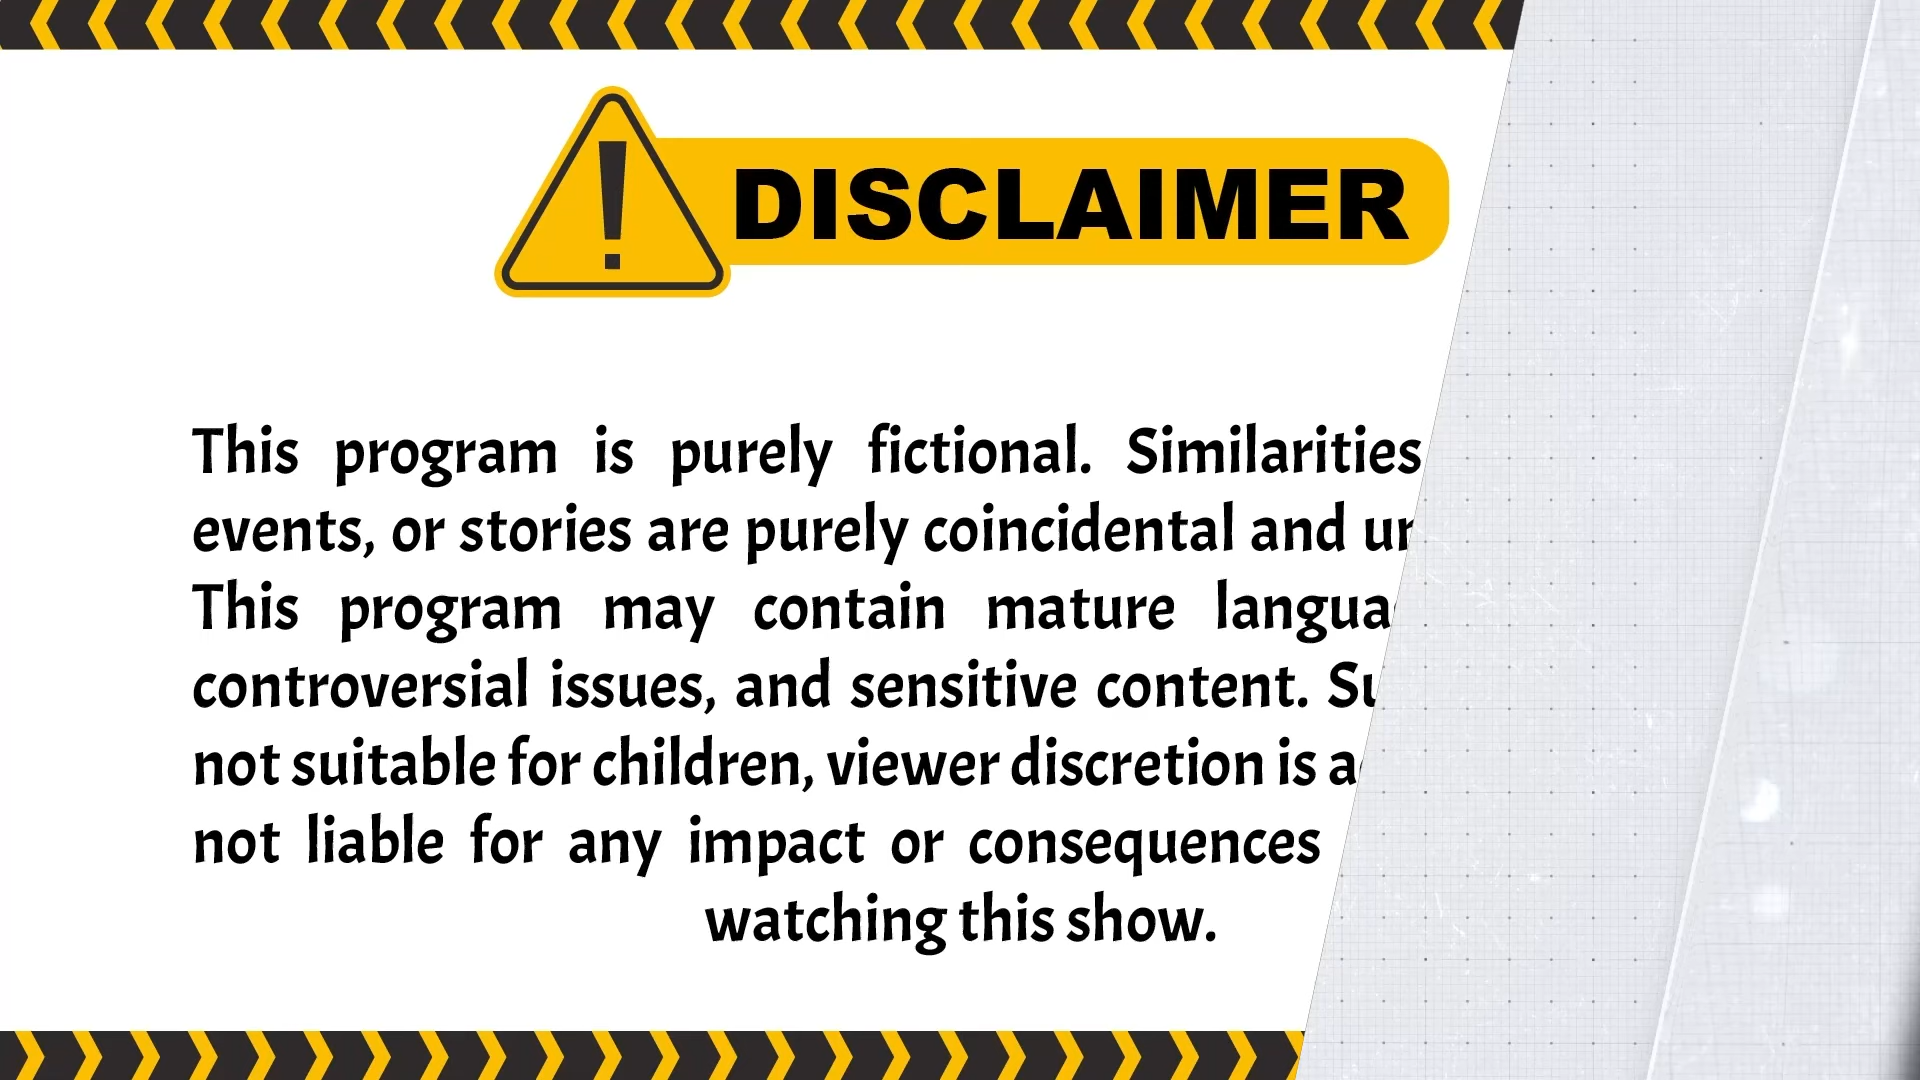 DISCLAIMER
This program is purely fictional. Similarities
events, or stories are purely coincidental and
This program may contain mature
controversial issues, and sensitive content.
not suitable for children, viewer discretion is
not liable for any impact or consequences
watching this show.